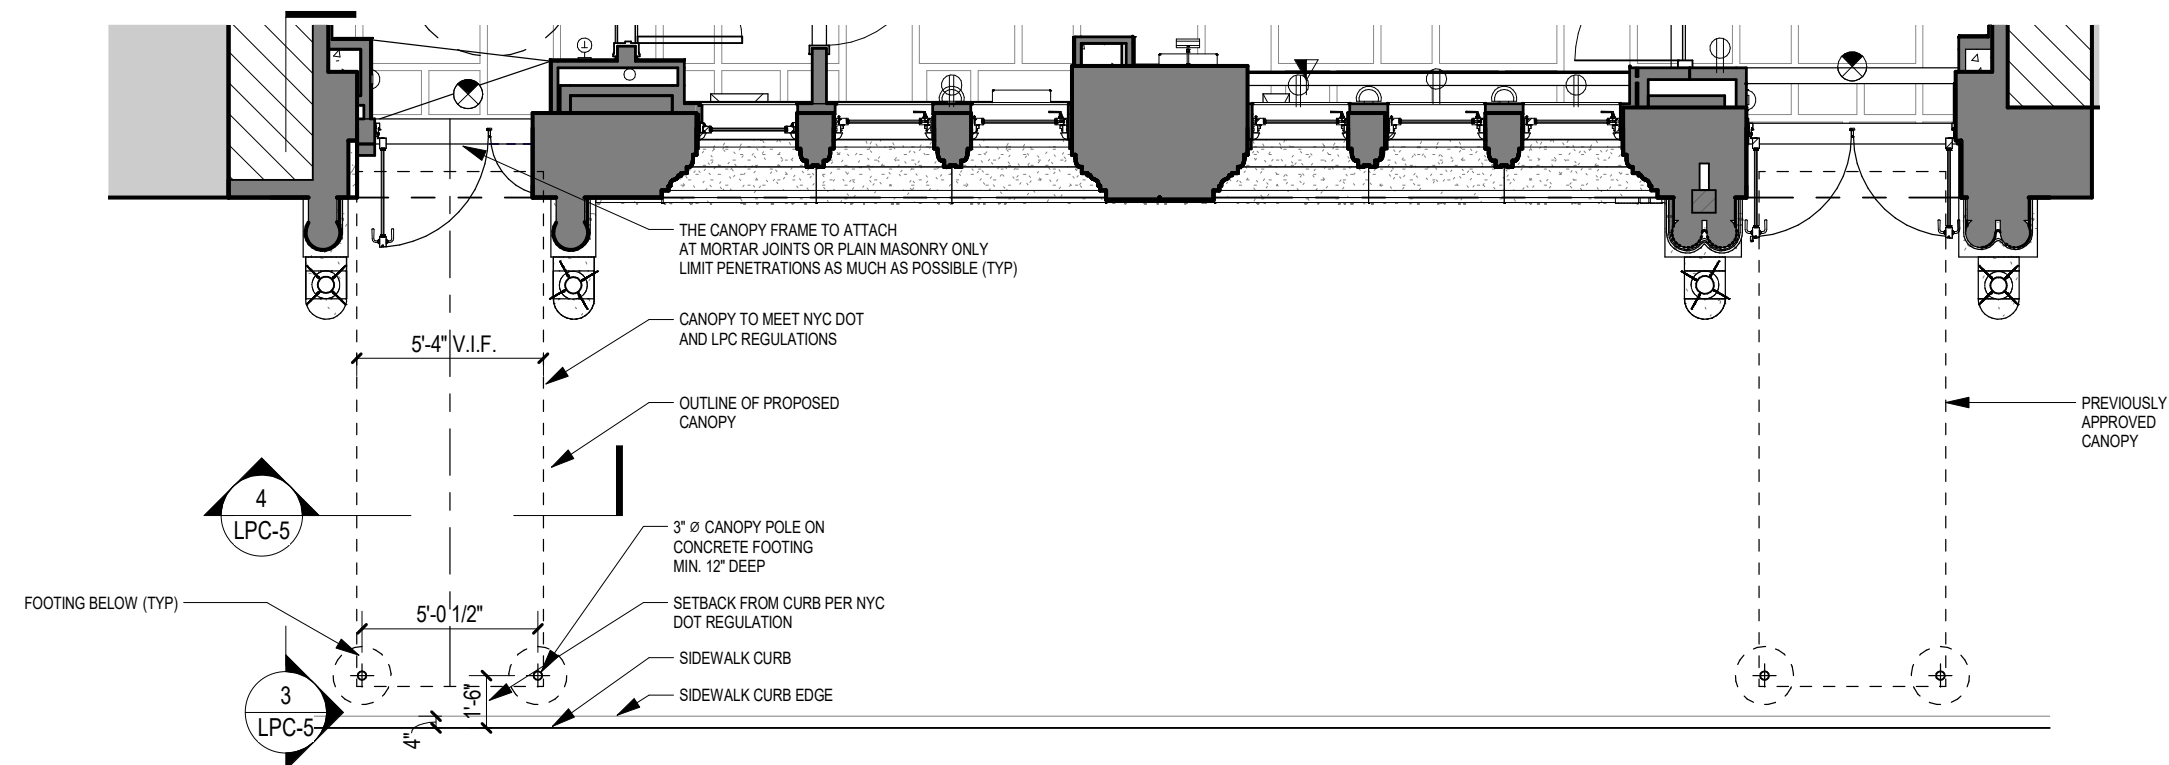 THE CANOPY FRAME TO ATTACH
AT MORTAR JOINTS OR PLAIN MASONRY ONLY
LIMIT PENETRATIONS AS MUCH AS POSSIBLE (TYP)
CANOPY TO MEET NYC DOT
AND LPC REGULATIONS
5'-4" V.I.F.
OUTLINE OF PROPOSED
CANOPY
PREVIOUSLY
APPROVED
CANOPY
4
LPC-5
3" Ø CANOPY POLE ON
CONCRETE FOOTING
MIN. 12" DEEP
FOOTING BELOW (TYP)
5'-0 1/2"
SETBACK FROM CURB PER NYC
DOT REGULATION
SIDEWALK CURB
3
LPC-5
1'-6"
SIDEWALK CURB EDGE
4"